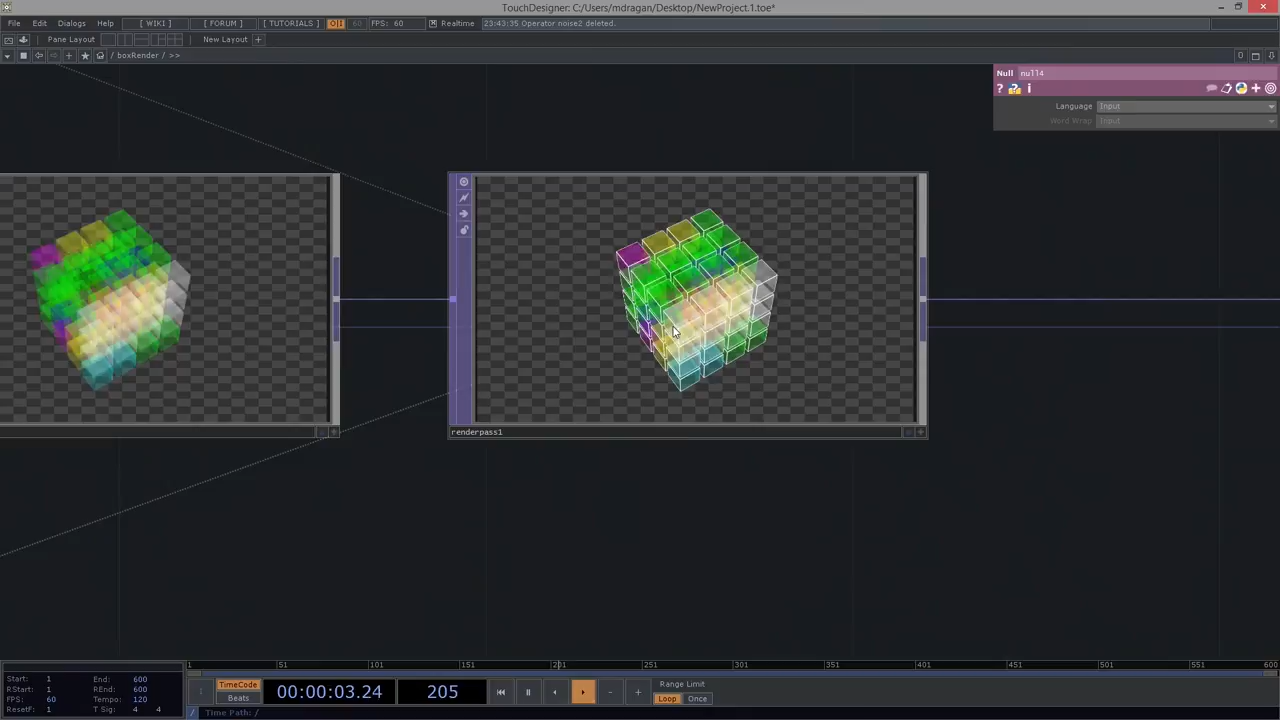 TouchDesigner: C:/Users/mdragan/Desktop/NewProject.1.toe*
File Edit Dialogs [ WIKI ] [ FORUM ] [ TUTORIALS ] O|| 60 FPS: 60 Realtime 23:43:35 Operator noise2 deleted.
Pane Layout New Layout +
/ boxRender / >>
Null null4
Language Input
Word Wrap Input
renderpass1
1 51 101 151 201 251 301 351 401 451 501 551 600
Start: 1 End: 600
RStart: 1 REnd: 600
FPS: 60 Tempo: 120
ResetF: 1 T Sig: 4 4
TimeCode
Beats
00:00:03.24
205
Range Limit
Loop Once
/ Time Path: /